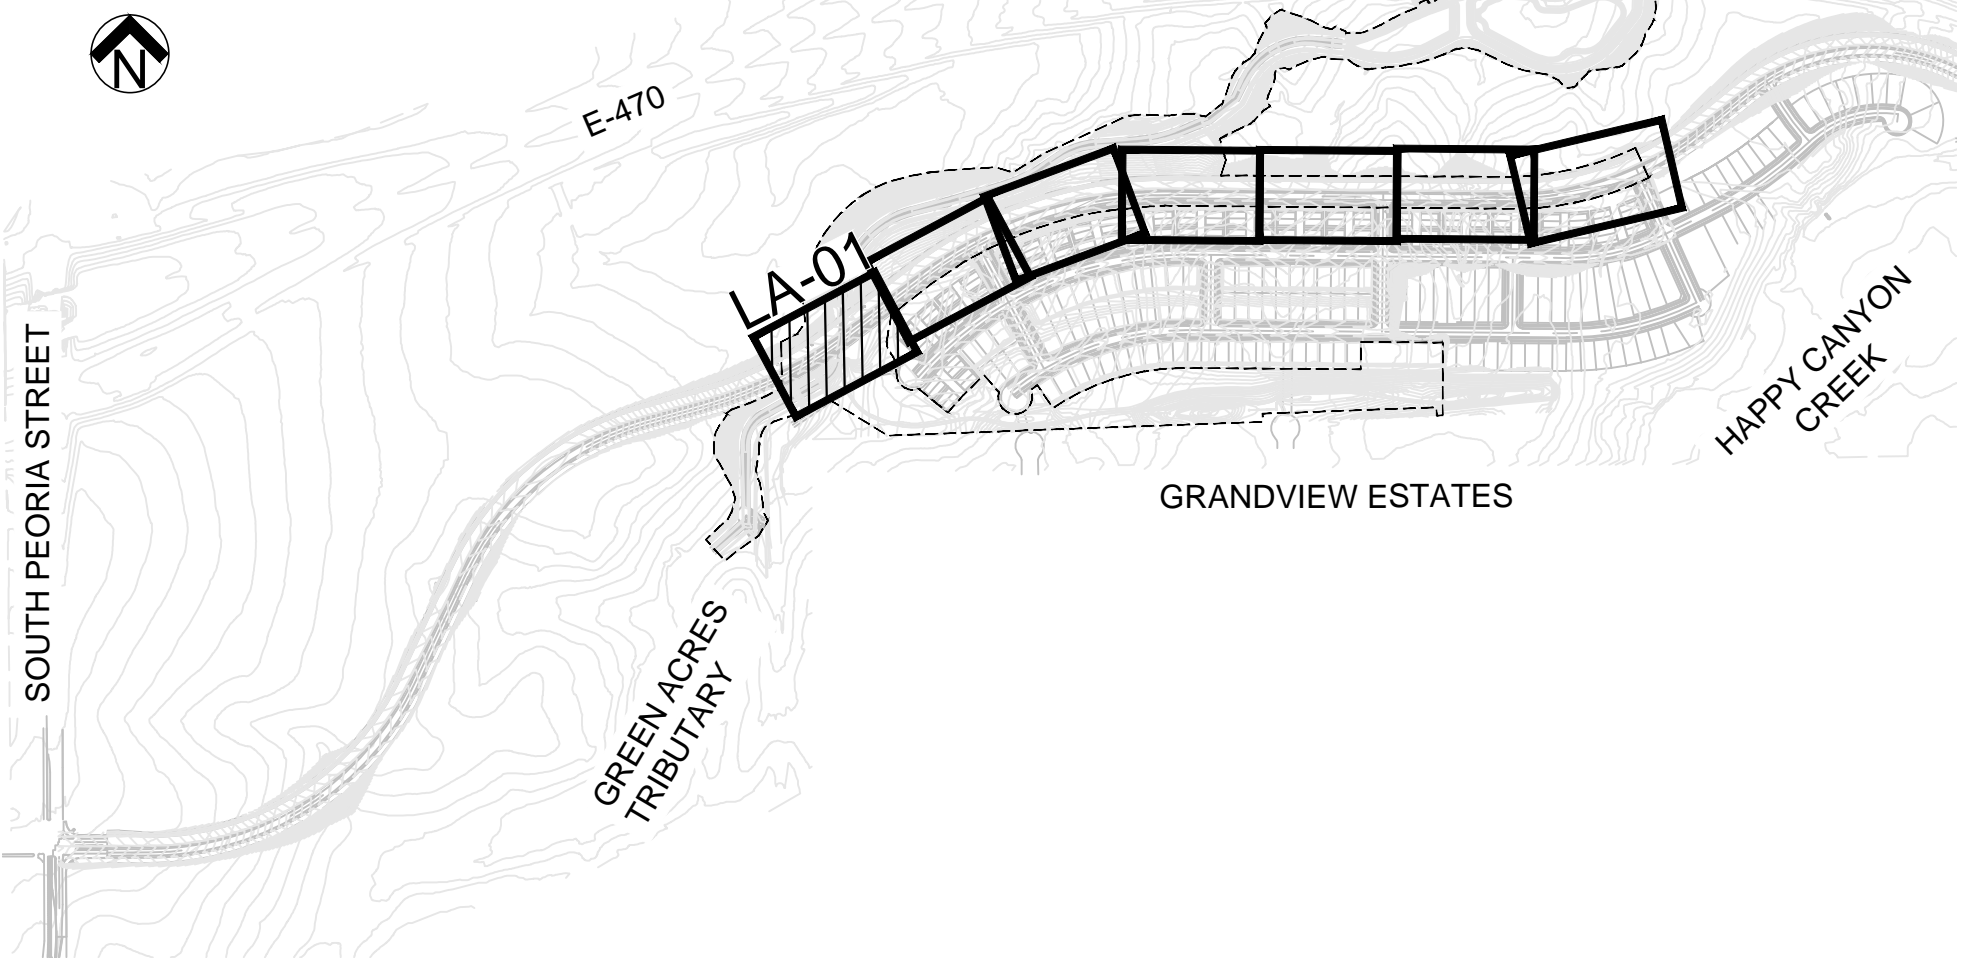 N
E-470
LA-01
SOUTH PEORIA STREET
HAPPY CANYON
CREEK
GRANDVIEW ESTATES
GREEN ACRES
TRIBUTARY